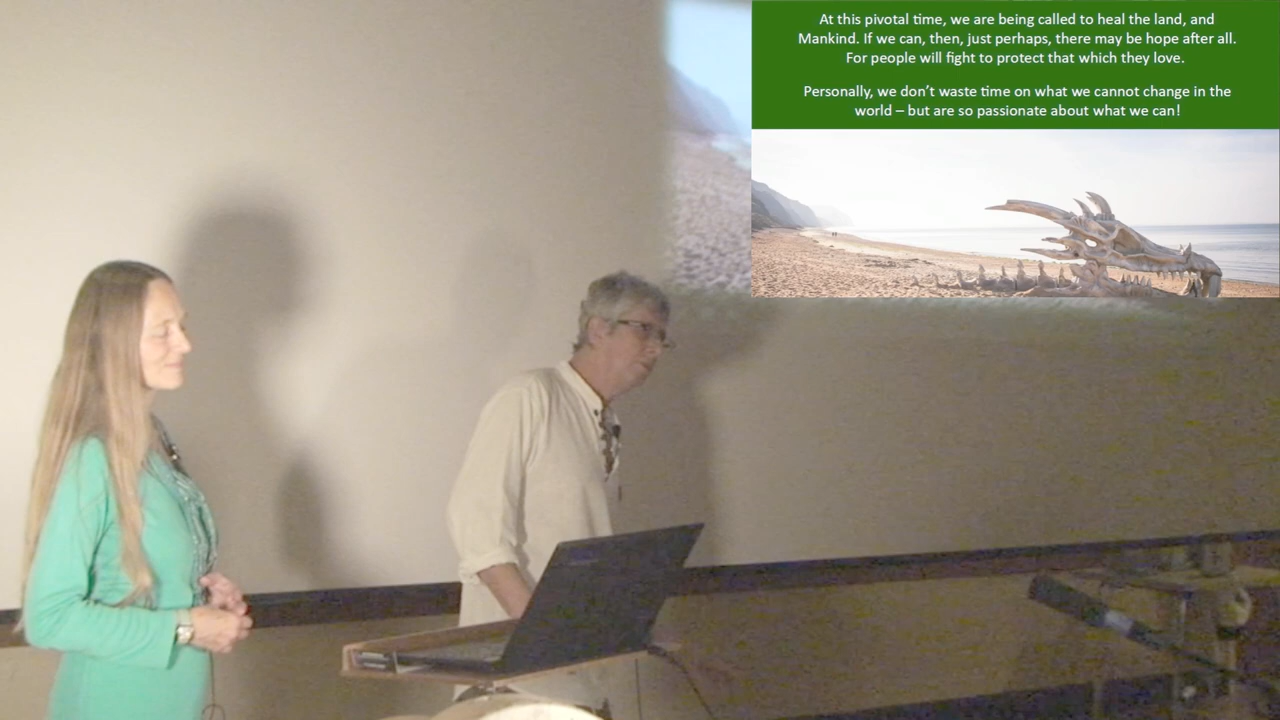 At this pivotal time, we are being called to heal the land, and
Mankind. If we can, then, just perhaps, there may be hope after all.
For people will fight to protect that which they love.
Personally, we don’t waste time on what we cannot change in the
world – but are so passionate about what we can!